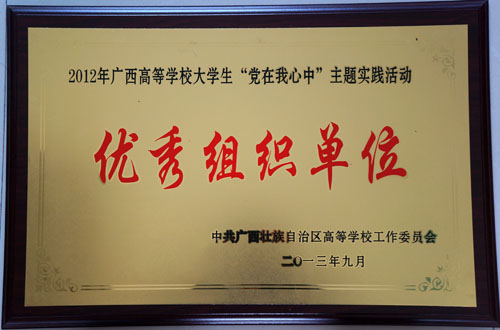 2012年广西高等学校大学生“党在我心中”主题实践活动
优秀组织单位
中共广西壮族自治区高等学校工作委员会
二〇一三年九月